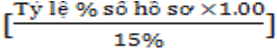 [Tỷ lệ % số hồ sơ ×1.00
15%]